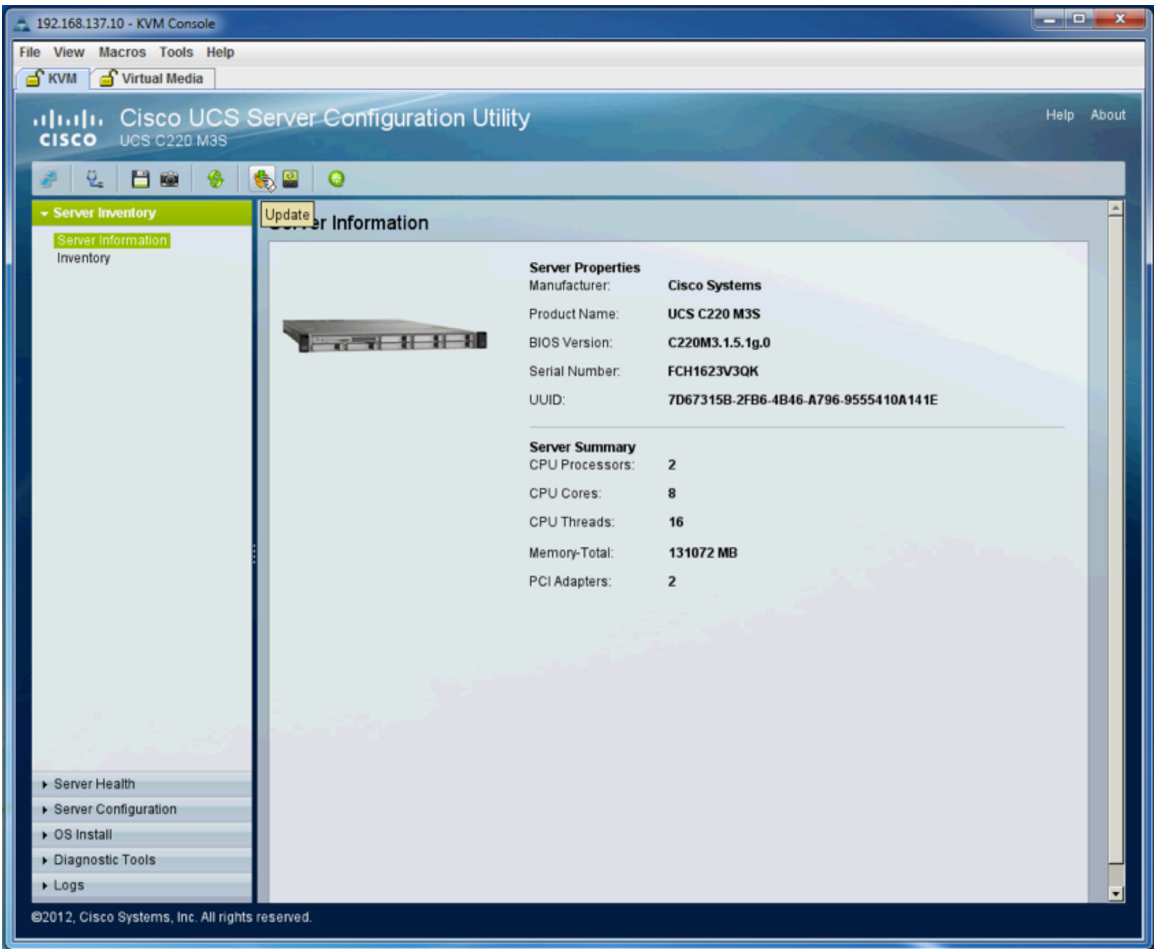 192.168.137.10 - KVM Console
File View Macros Tools Help
KVM Virtual Media
CISCO Cisco UCS Server Configuration Utility
UCS C220 M3S
Help About
Server Inventory
Server Information
Inventory
Update
er Information
Server Properties
Manufacturer: Cisco Systems
Product Name: UCS C220 M3S
BIOS Version: C220M3.1.5.1g.0
Serial Number: FCH1623V3QK
UUID: 7D67315B-2FB6-4B46-A796-9555410A141E
Server Summary
CPU Processors: 2
CPU Cores: 8
CPU Threads: 16
Memory-Total: 131072 MB
PCI Adapters: 2
Server Health
Server Configuration
OS Install
Diagnostic Tools
Logs
©2012, Cisco Systems, Inc. All rights reserved.